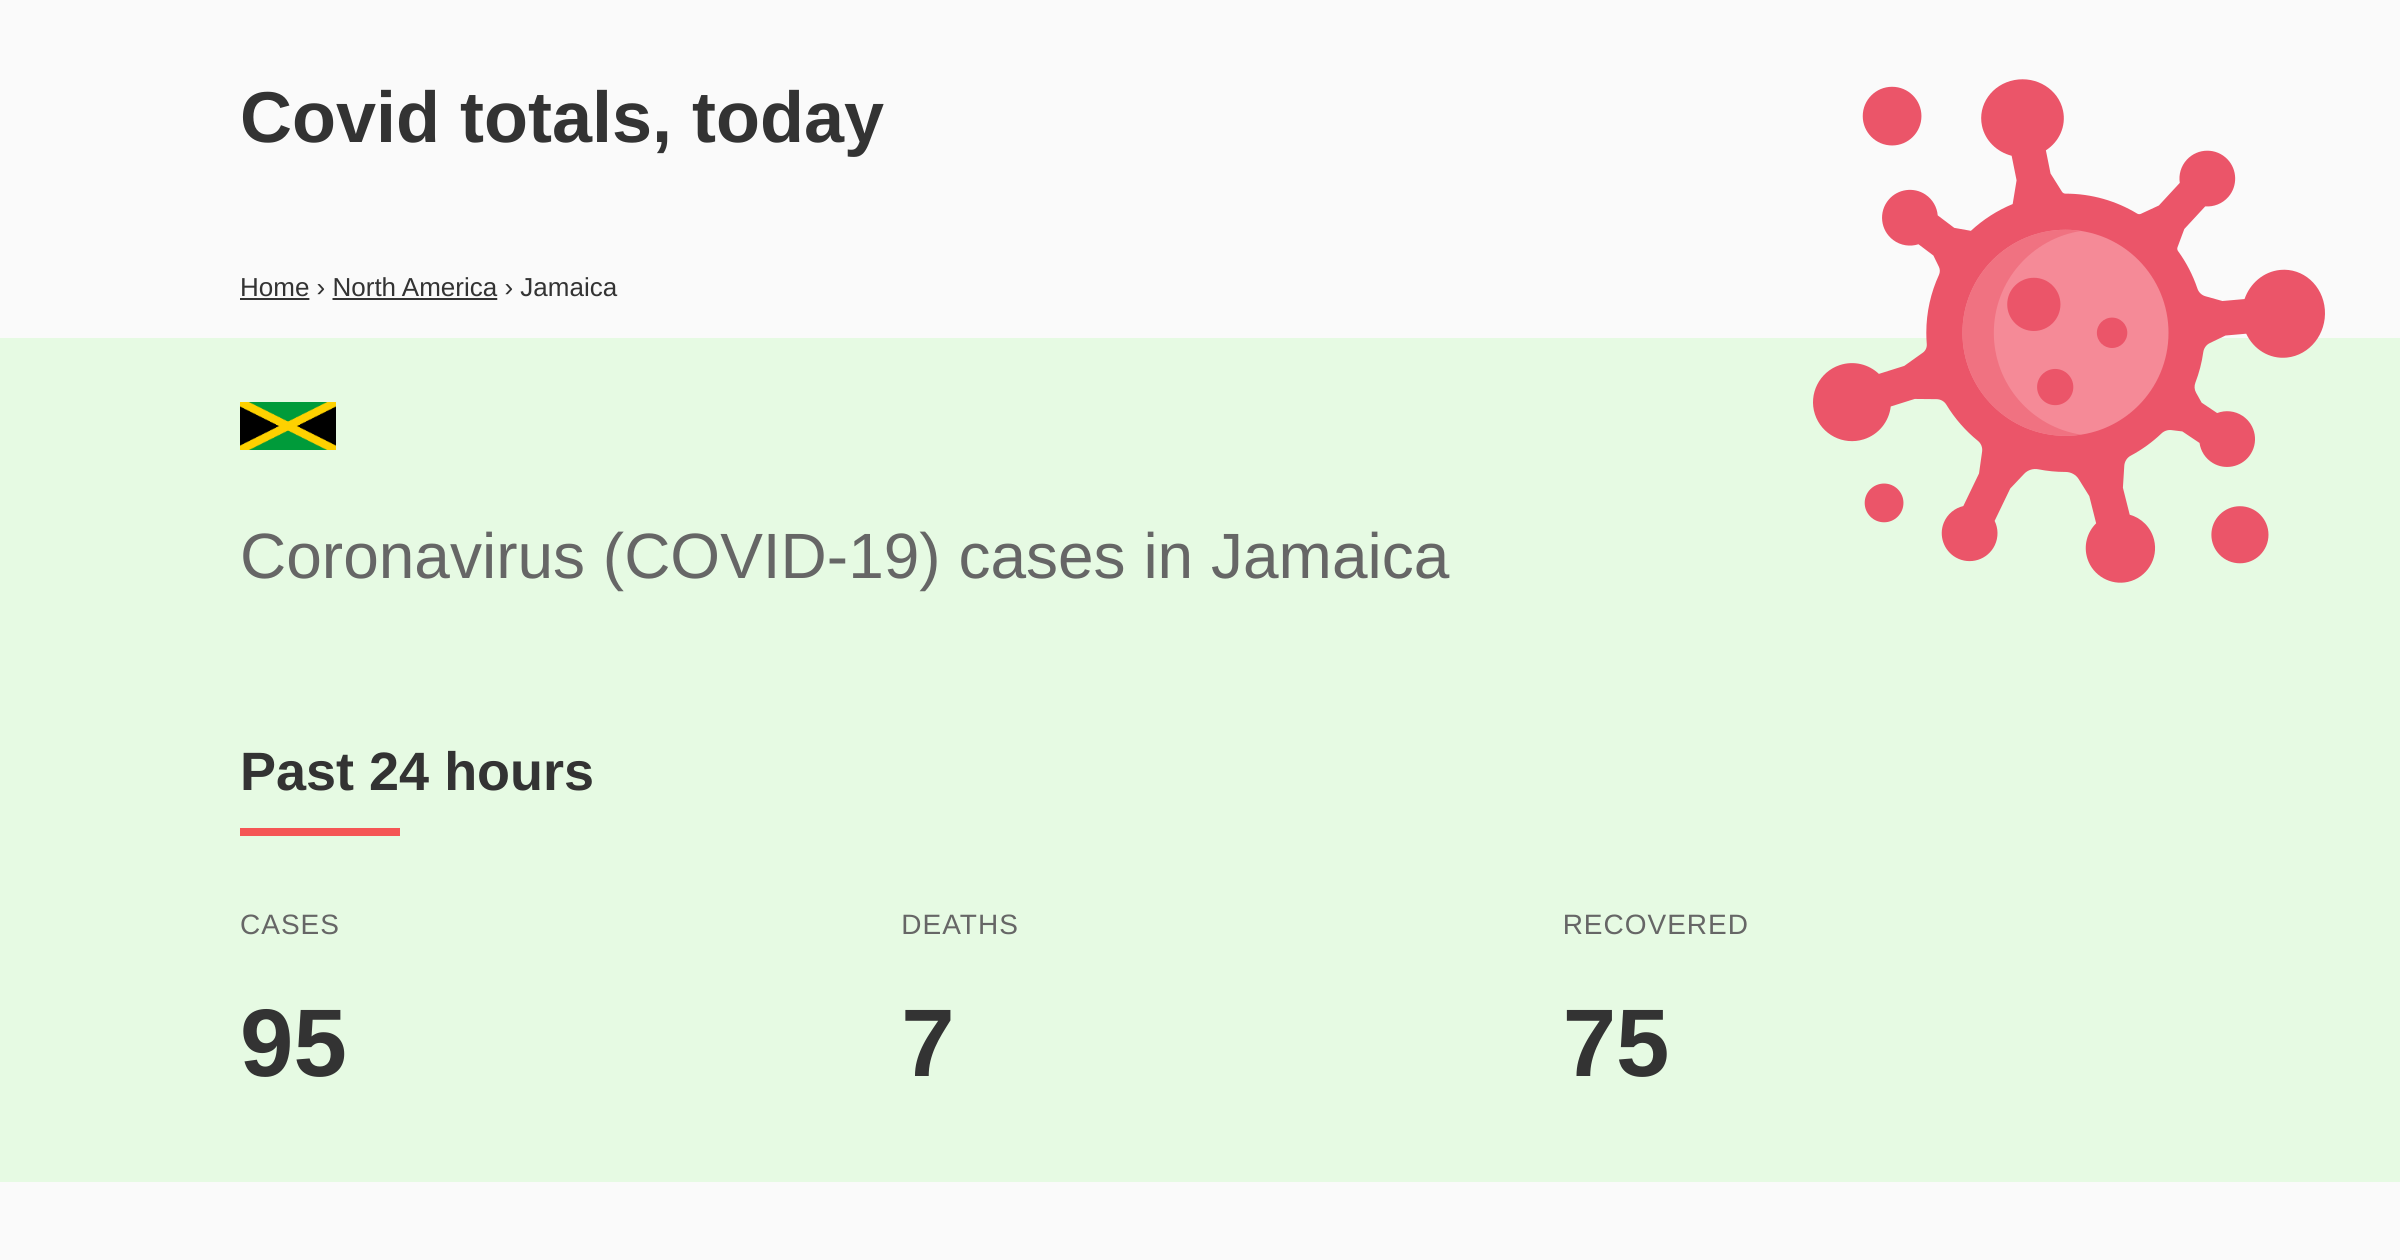 Covid totals, today
Home › North America › Jamaica
Coronavirus (COVID-19) cases in Jamaica
Past 24 hours
CASES DEATHS RECOVERED
95 7 75